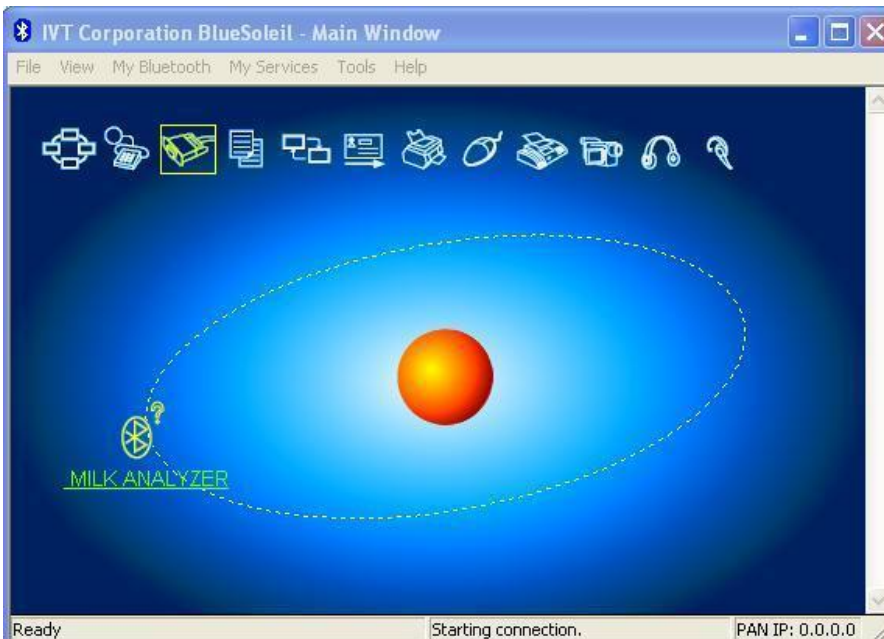 IVT Corporation BlueSoleil - Main Window
File View My Bluetooth My Services Tools Help
?
MILK ANALYZER
Ready Starting connection. PAN IP: 0.0.0.0